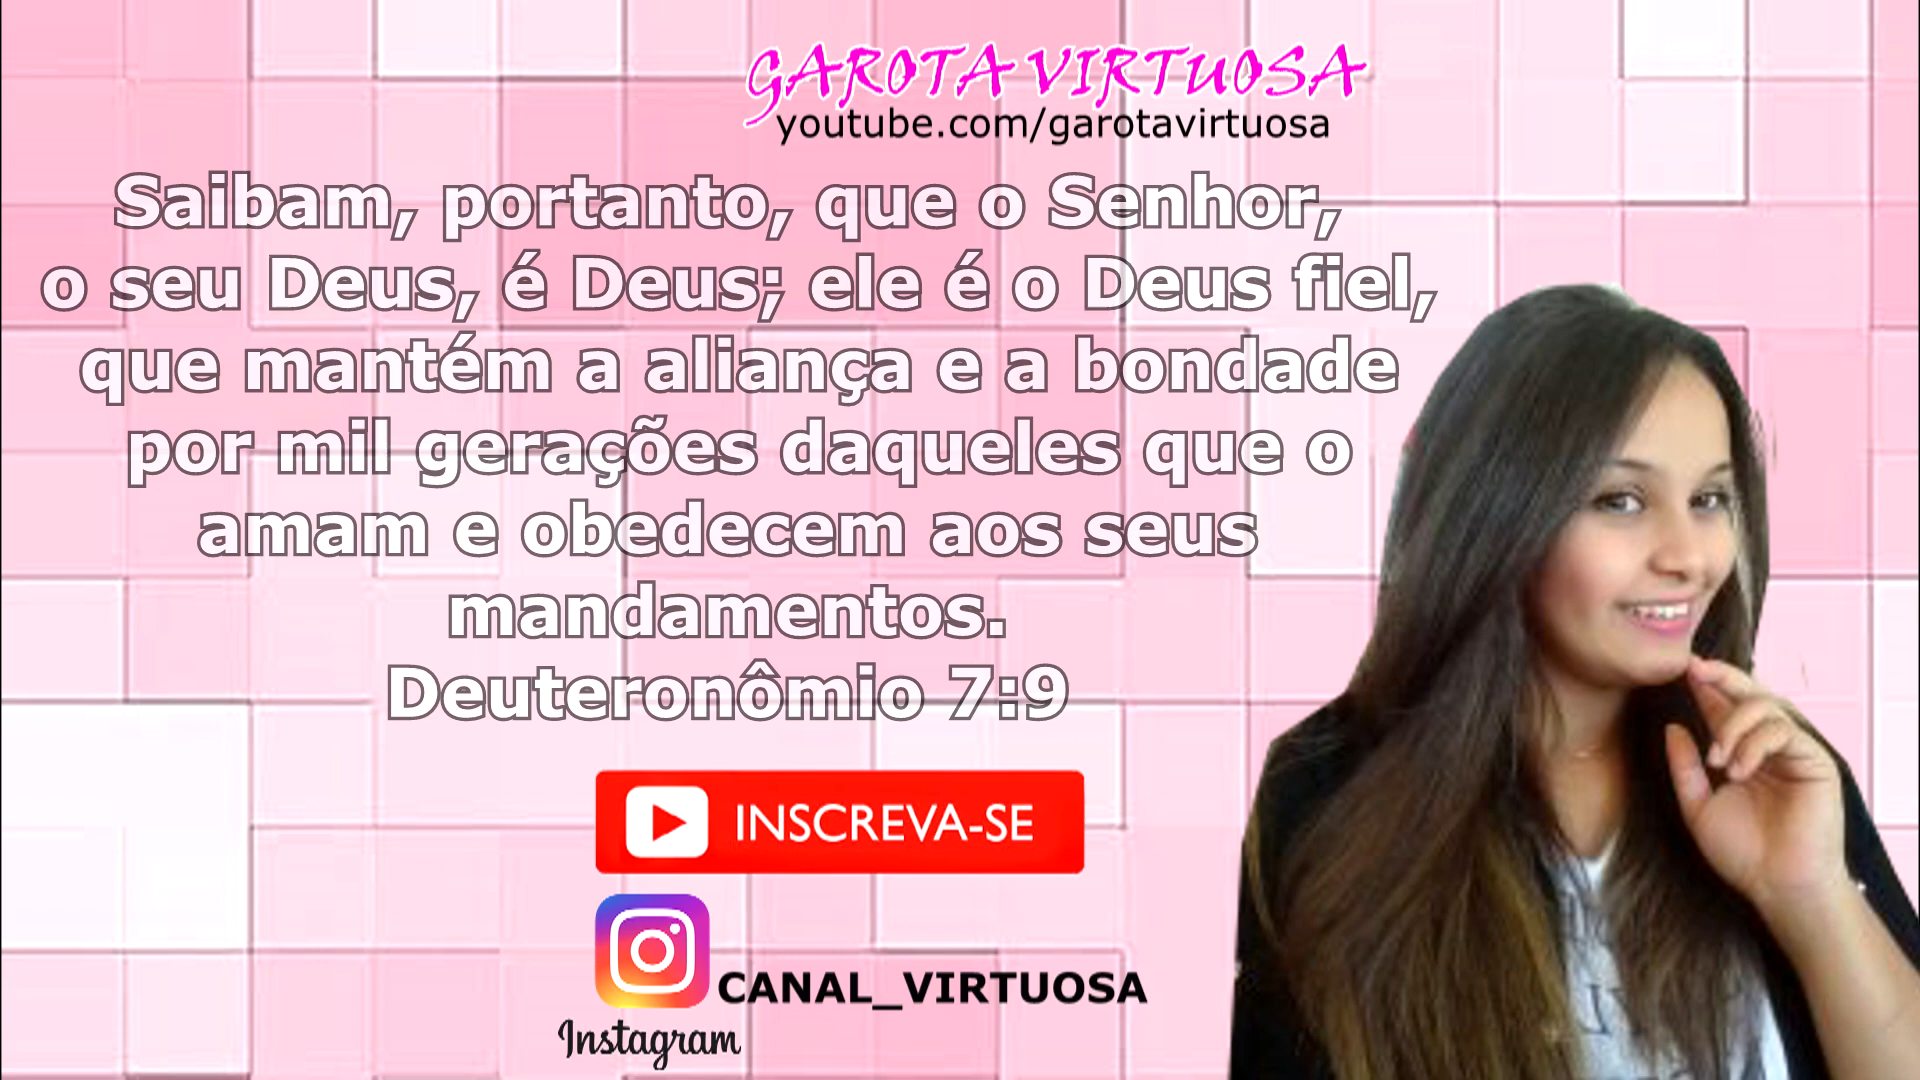 GAROTA VIRTUOSA
youtube.com/garotavirtuosa
Saibam, portanto, que o Senhor,
o seu Deus, é Deus; ele é o Deus fiel,
que mantém a aliança e a bondade
por mil gerações daqueles que o
amam e obedecem aos seus
mandamentos.
Deuteronômio 7:9
INSCREVA-SE
CANAL_VIRTUOSA
Instagram